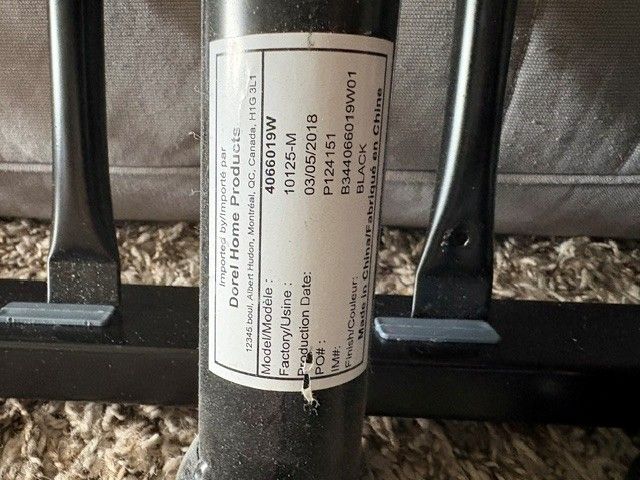 Imported by/Importé par
Dorel Home Products
12345 boul. Albert Hudon, Montréal, QC, Canada, H1G 3L1
Model/Modèle : 4066019W
Factory/Usine : 10125-M
Production Date: 03/05/2018
PO# : P124151
IM#: B344066019W01
Finish/Couleur: BLACK
Made in China/Fabriqué en Chine